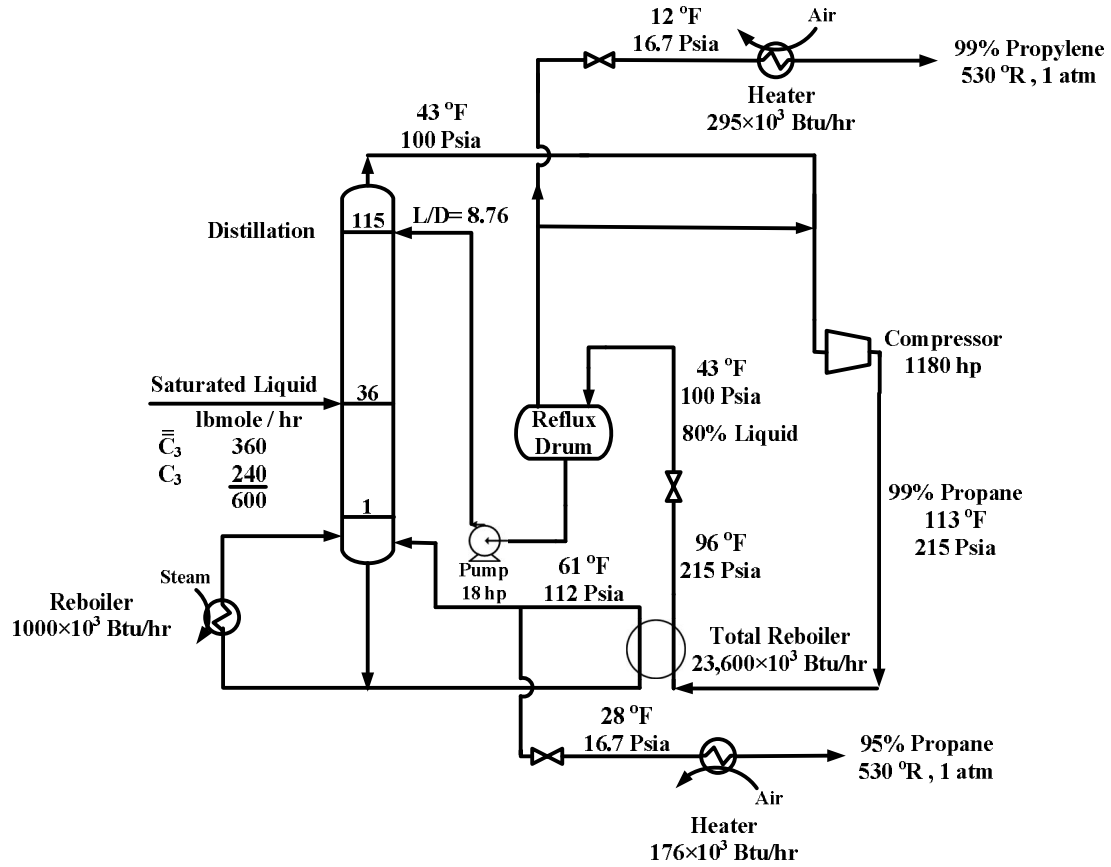 12 °F
16.7 Psia
Air
99% Propylene
530 °R , 1 atm
Heater
295×10³ Btu/hr
43 °F
100 Psia
115
L/D= 8.76
Distillation
Compressor
1180 hp
Saturated Liquid
36
lbmole / hr
C̿₃ 360
C₃ 240
600
1
Reflux
Drum
43 °F
100 Psia
80% Liquid
99% Propane
113 °F
215 Psia
96 °F
215 Psia
Pump
18 hp
61 °F
112 Psia
Steam
Reboiler
1000×10³ Btu/hr
Total Reboiler
23,600×10³ Btu/hr
28 °F
16.7 Psia
95% Propane
530 °R , 1 atm
Air
Heater
176×10³ Btu/hr